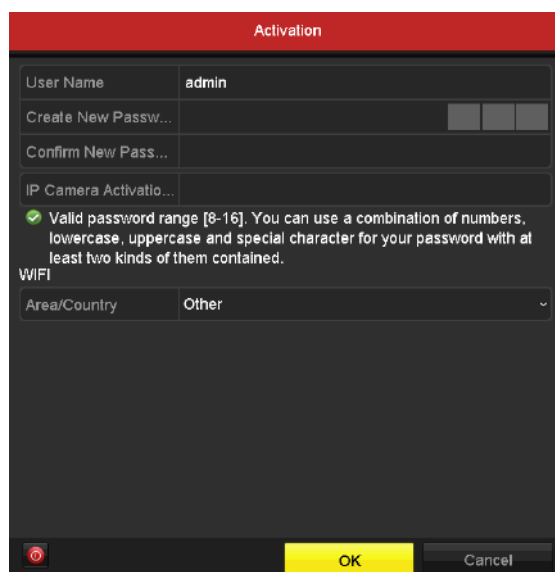 Activation
User Name admin
Create New Passw...
Confirm New Pass...
IP Camera Activatio...
Valid password range [8-16]. You can use a combination of numbers,
lowercase, uppercase and special character for your password with at
least two kinds of them contained.
WIFI
Area/Country Other
OK Cancel